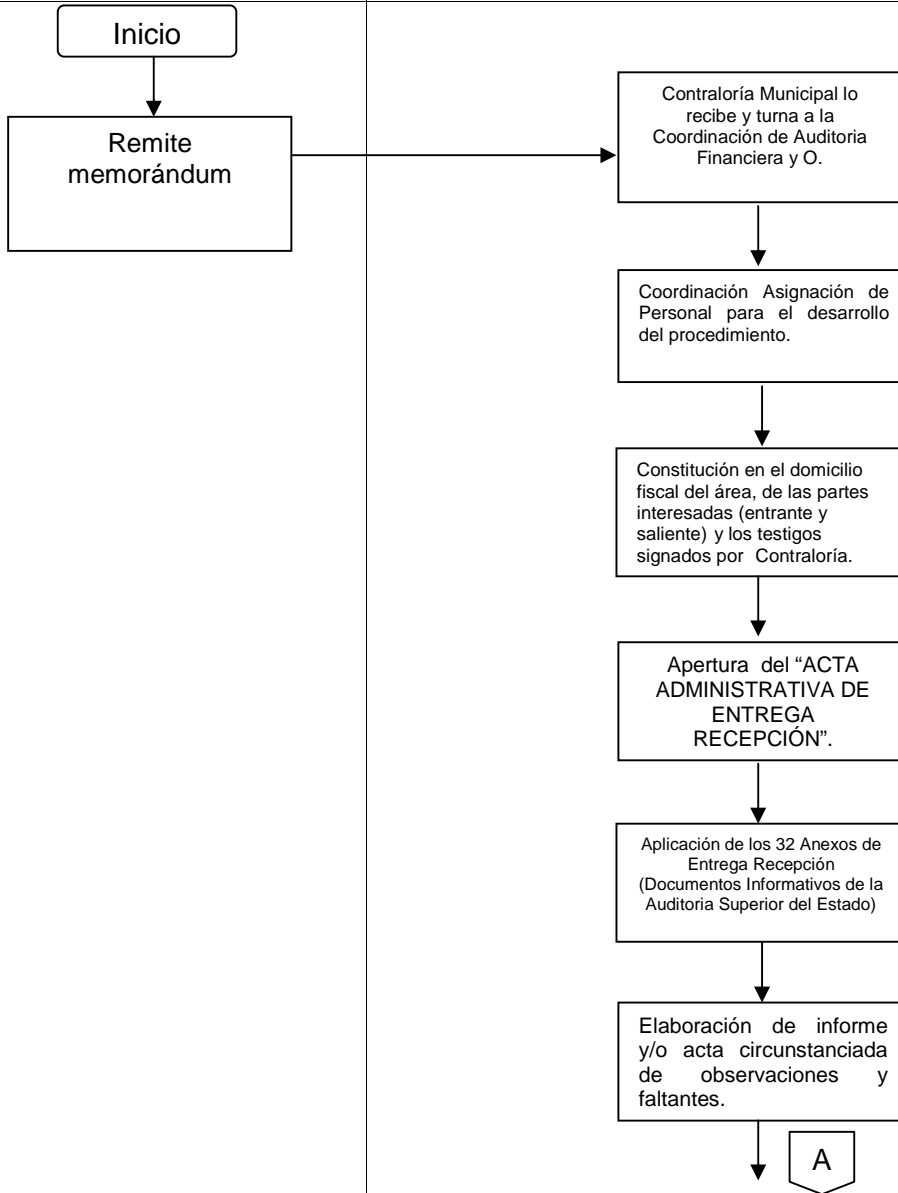 Inicio
Remite
memorándum
Contraloría Municipal lo
recibe y turna a la
Coordinación de Auditoria
Financiera y O.
Coordinación Asignación de
Personal para el desarrollo
del procedimiento.
Constitución en el domicilio
fiscal del área, de las partes
interesadas (entrante y
saliente) y los testigos
signados por Contraloría.
Apertura del “ACTA
ADMINISTRATIVA DE
ENTREGA
RECEPCIÓN”.
Aplicación de los 32 Anexos de
Entrega Recepción
(Documentos Informativos de la
Auditoria Superior del Estado)
Elaboración de informe
y/o acta circunstanciada
de observaciones y
faltantes.
A